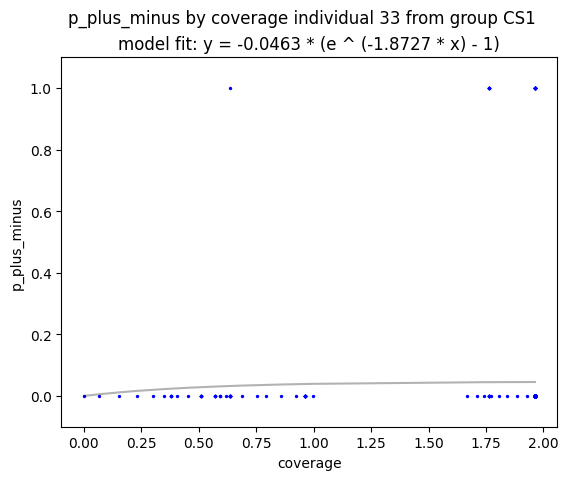 p_plus_minus by coverage individual 33 from group CS1
model fit: y = -0.0463 * (e ^ (-1.8727 * x) - 1)
1.0
0.8
0.6
0.4
0.2
0.0
p_plus_minus
0.00 0.25 0.50 0.75 1.00 1.25 1.50 1.75 2.00
coverage